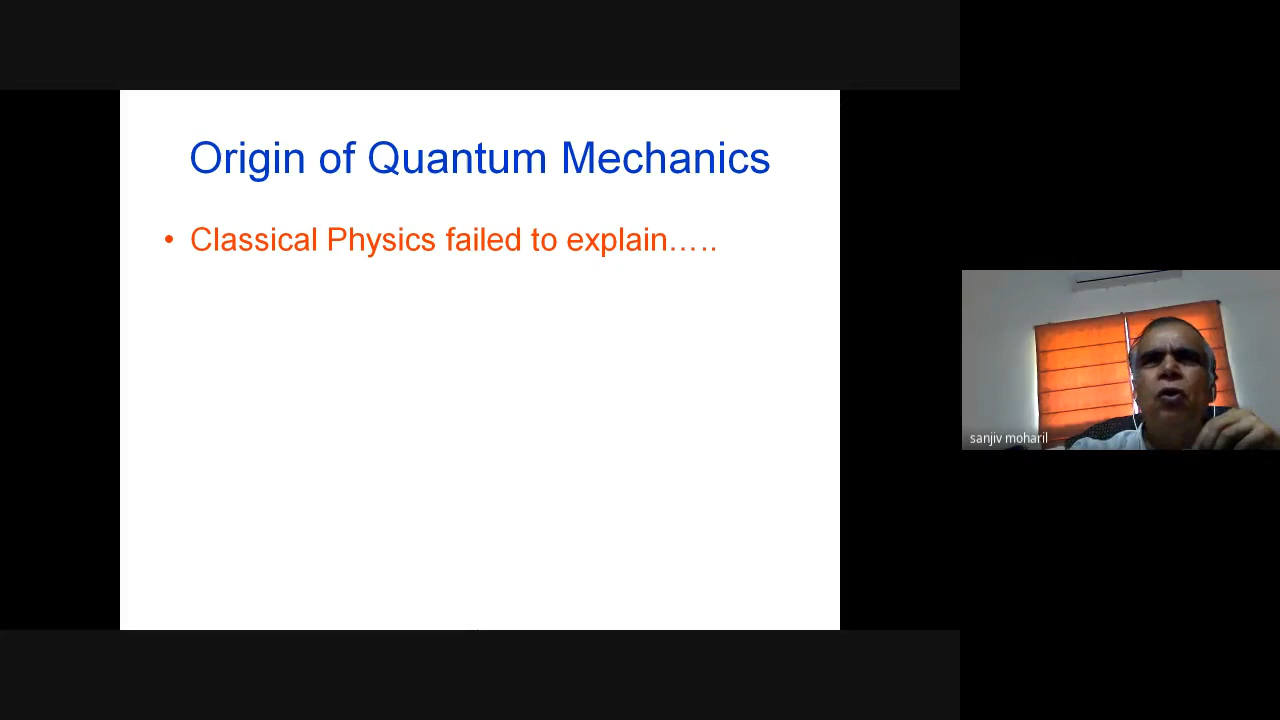 Origin of Quantum Mechanics
• Classical Physics failed to explain…..
sanjiv moharil